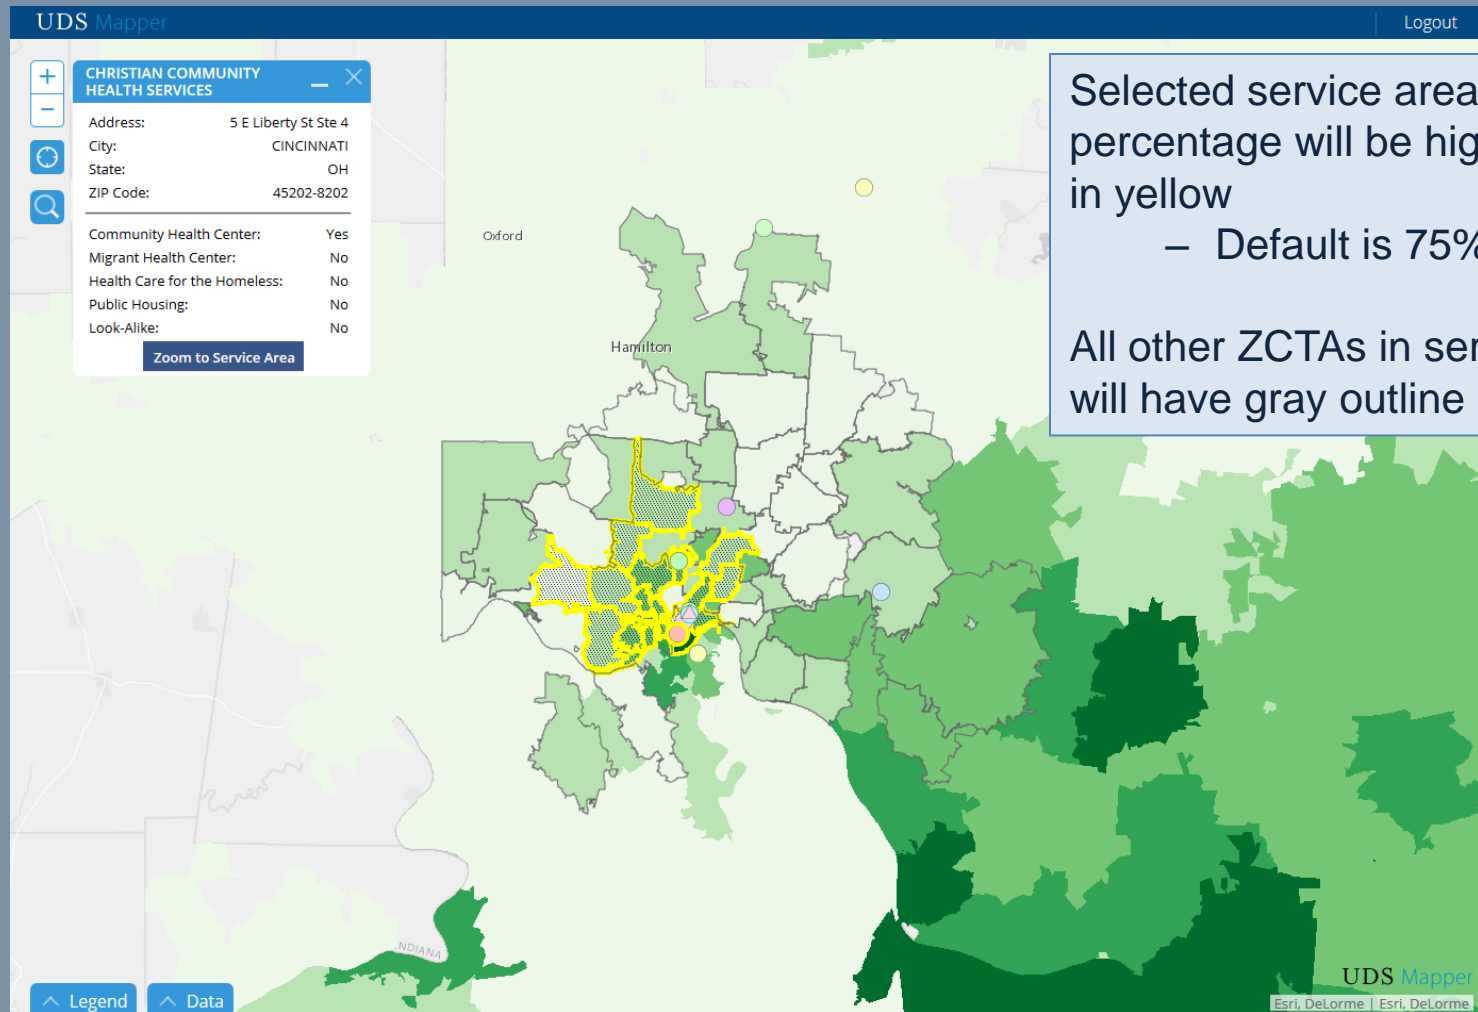 UDS Mapper
Logout
CHRISTIAN COMMUNITY
HEALTH SERVICES
Address: 5 E Liberty St Ste 4
City: CINCINNATI
State: OH
ZIP Code: 45202-8202
Community Health Center: Yes
Migrant Health Center: No
Health Care for the Homeless: No
Public Housing: No
Look-Alike: No
Zoom to Service Area
Selected service area
percentage will be hig
in yellow
– Default is 75%
All other ZCTAs in ser
will have gray outline
Oxford
Hamilton
INDIANA
Legend
Data
UDS Mapper
Esri, DeLorme | Esri, DeLorme